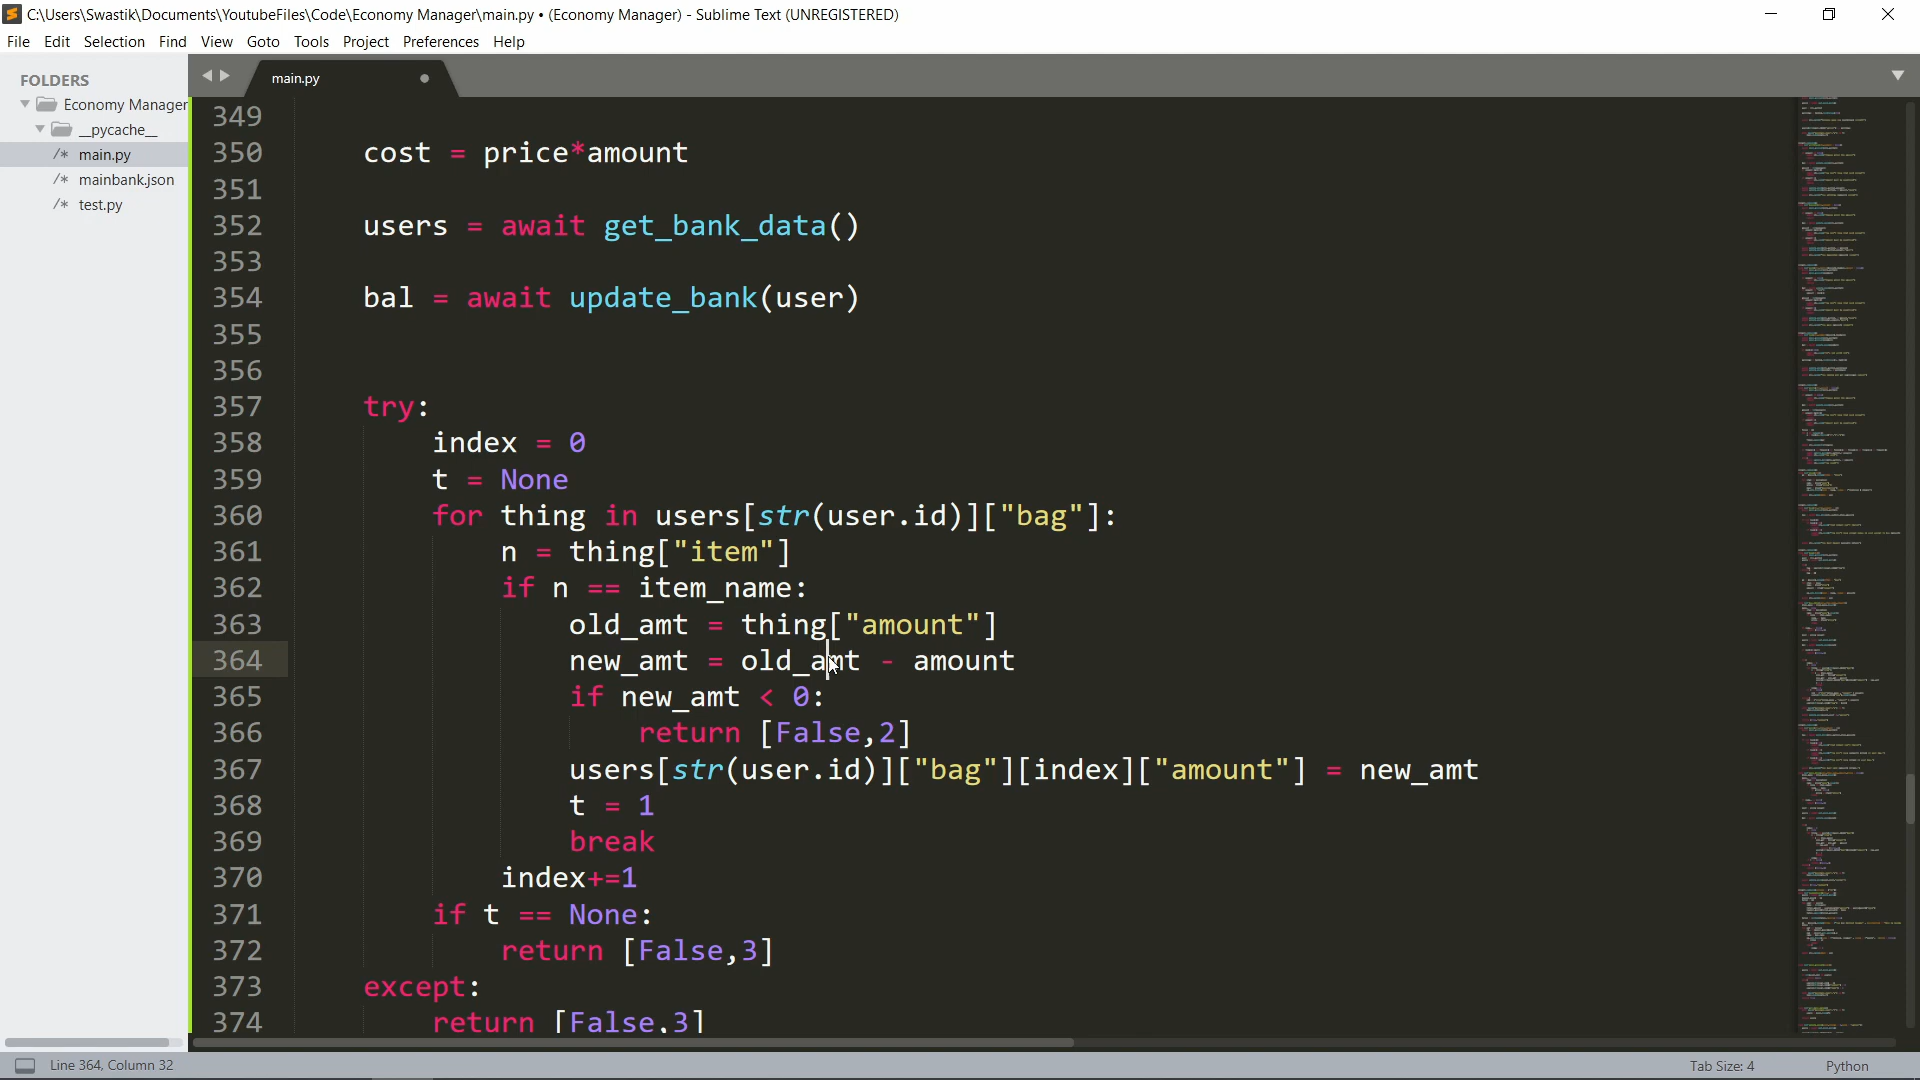 C:\Users\Swastik\Documents\YoutubeFiles\Code\Economy Manager\main.py • (Economy Manager) - Sublime Text (UNREGISTERED)
File Edit Selection Find View Goto Tools Project Preferences Help
FOLDERS
Economy Manager
__pycache__
/* main.py
/* mainbank.json
/* test.py
main.py
349
350 cost = price*amount
351
352 users = await get_bank_data()
353
354 bal = await update_bank(user)
355
356
357 try:
358 index = 0
359 t = None
360 for thing in users[str(user.id)]["bag"]:
361 n = thing["item"]
362 if n == item_name:
363 old_amt = thing["amount"]
364 new_amt = old_amt - amount
365 if new_amt < 0:
366 return [False,2]
367 users[str(user.id)]["bag"][index]["amount"] = new_amt
368 t = 1
369 break
370 index+=1
371 if t == None:
372 return [False,3]
373 except:
374 return [False,3]
Line 364, Column 32
Tab Size: 4
Python